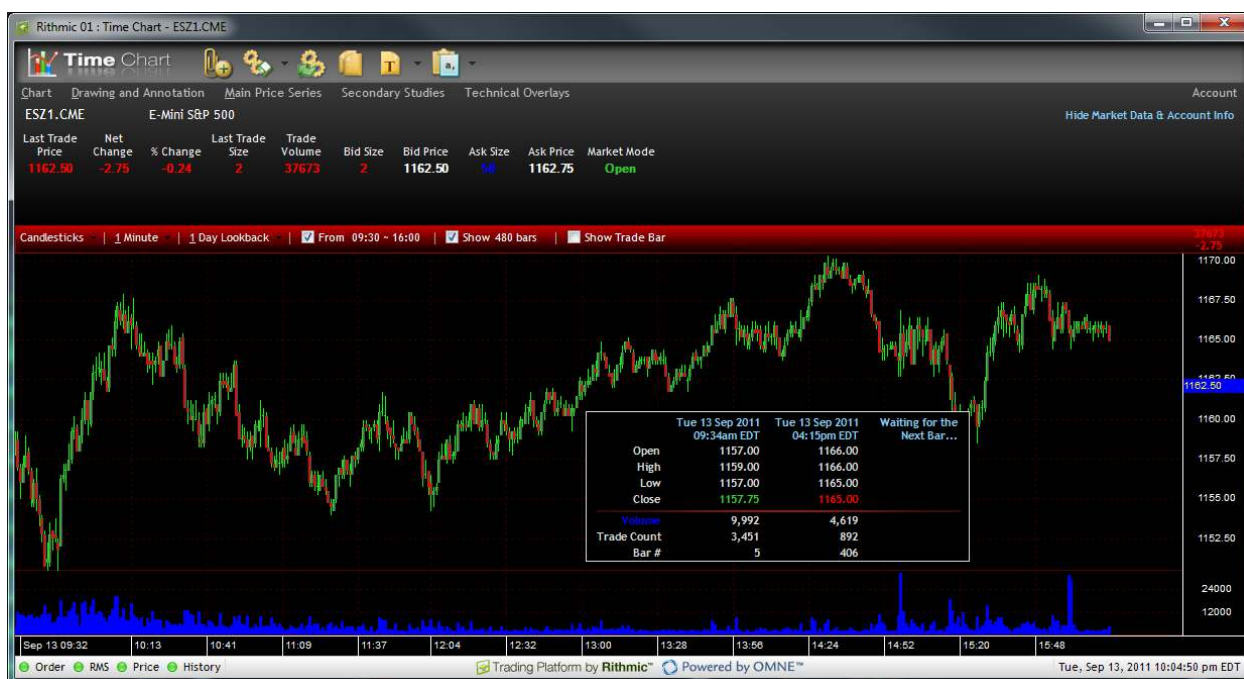 Rithmic 01 : Time Chart - ESZ1.CME
Time Chart
Chart Drawing and Annotation Main Price Series Secondary Studies Technical Overlays Account
ESZ1.CME E-Mini S&P 500 Hide Market Data & Account Info
Last Trade Price Net Change % Change Last Trade Size Trade Volume Bid Size Bid Price Ask Size Ask Price Market Mode
1162.50 -2.75 -0.24 2 37673 2 1162.50 50 1162.75 Open
Candlesticks | 1 Minute | 1 Day Lookback | From 09:30 ~ 16:00 | Show 480 bars | Show Trade Bar
37673
-2.75
1170.00
1167.50
1165.00
1162.50
1162.50
1160.00
1157.50
1155.00
1152.50
24000
12000
Tue 13 Sep 2011 Tue 13 Sep 2011 Waiting for the
09:34am EDT 04:15pm EDT Next Bar...
Open 1157.00 1166.00
High 1159.00 1166.00
Low 1157.00 1165.00
Close 1157.75 1165.00
Volume 9,992 4,619
Trade Count 3,451 892
Bar # 5 406
Sep 13 09:32 10:13 10:41 11:09 11:37 12:04 12:32 13:00 13:28 13:56 14:24 14:52 15:20 15:48
Order RMS Price History Trading Platform by Rithmic™ Powered by OMNE™ Tue, Sep 13, 2011 10:04:50 pm EDT